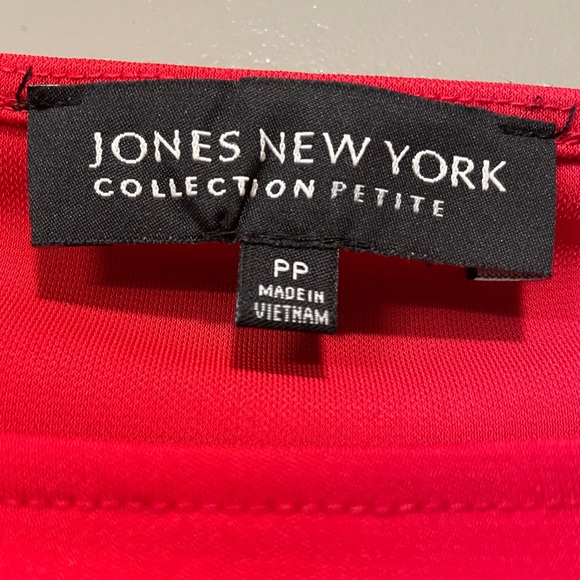 JONES NEW YORK
COLLECTION PETITE
PP
MADE IN
VIETNAM